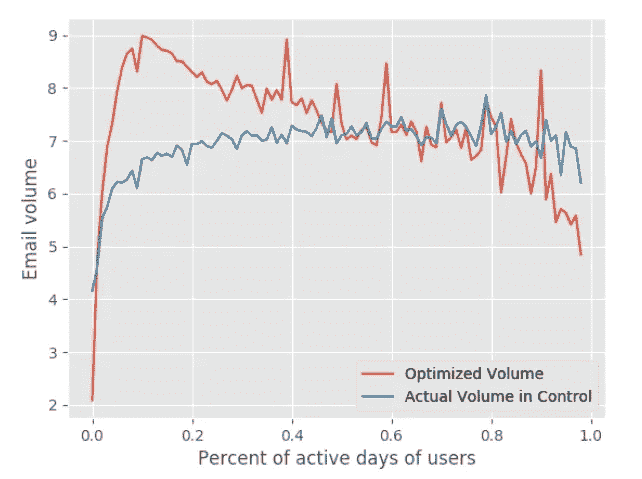 9
8
7
6
5
4
3
2
Email volume
Optimized Volume
Actual Volume in Control
0.0 0.2 0.4 0.6 0.8 1.0
Percent of active days of users